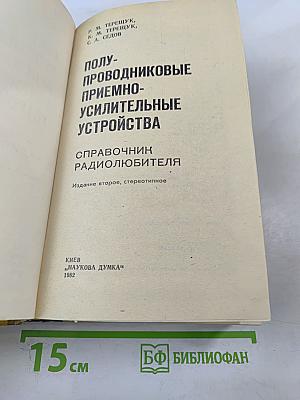 Р. М. ТЕРЕЩУК,
К. М. ТЕРЕЩУК,
С. А. СЕДОВ
ПОЛУ-
ПРОВОДНИКОВЫЕ
ПРИЕМНО-
УСИЛИТЕЛЬНЫЕ
УСТРОЙСТВА
СПРАВОЧНИК
РАДИОЛЮБИТЕЛЯ
Издание второе, стереотипное
КИЕВ
„НАУКОВА ДУМКА“
1982
15 см
БФ БИБЛИОФАН